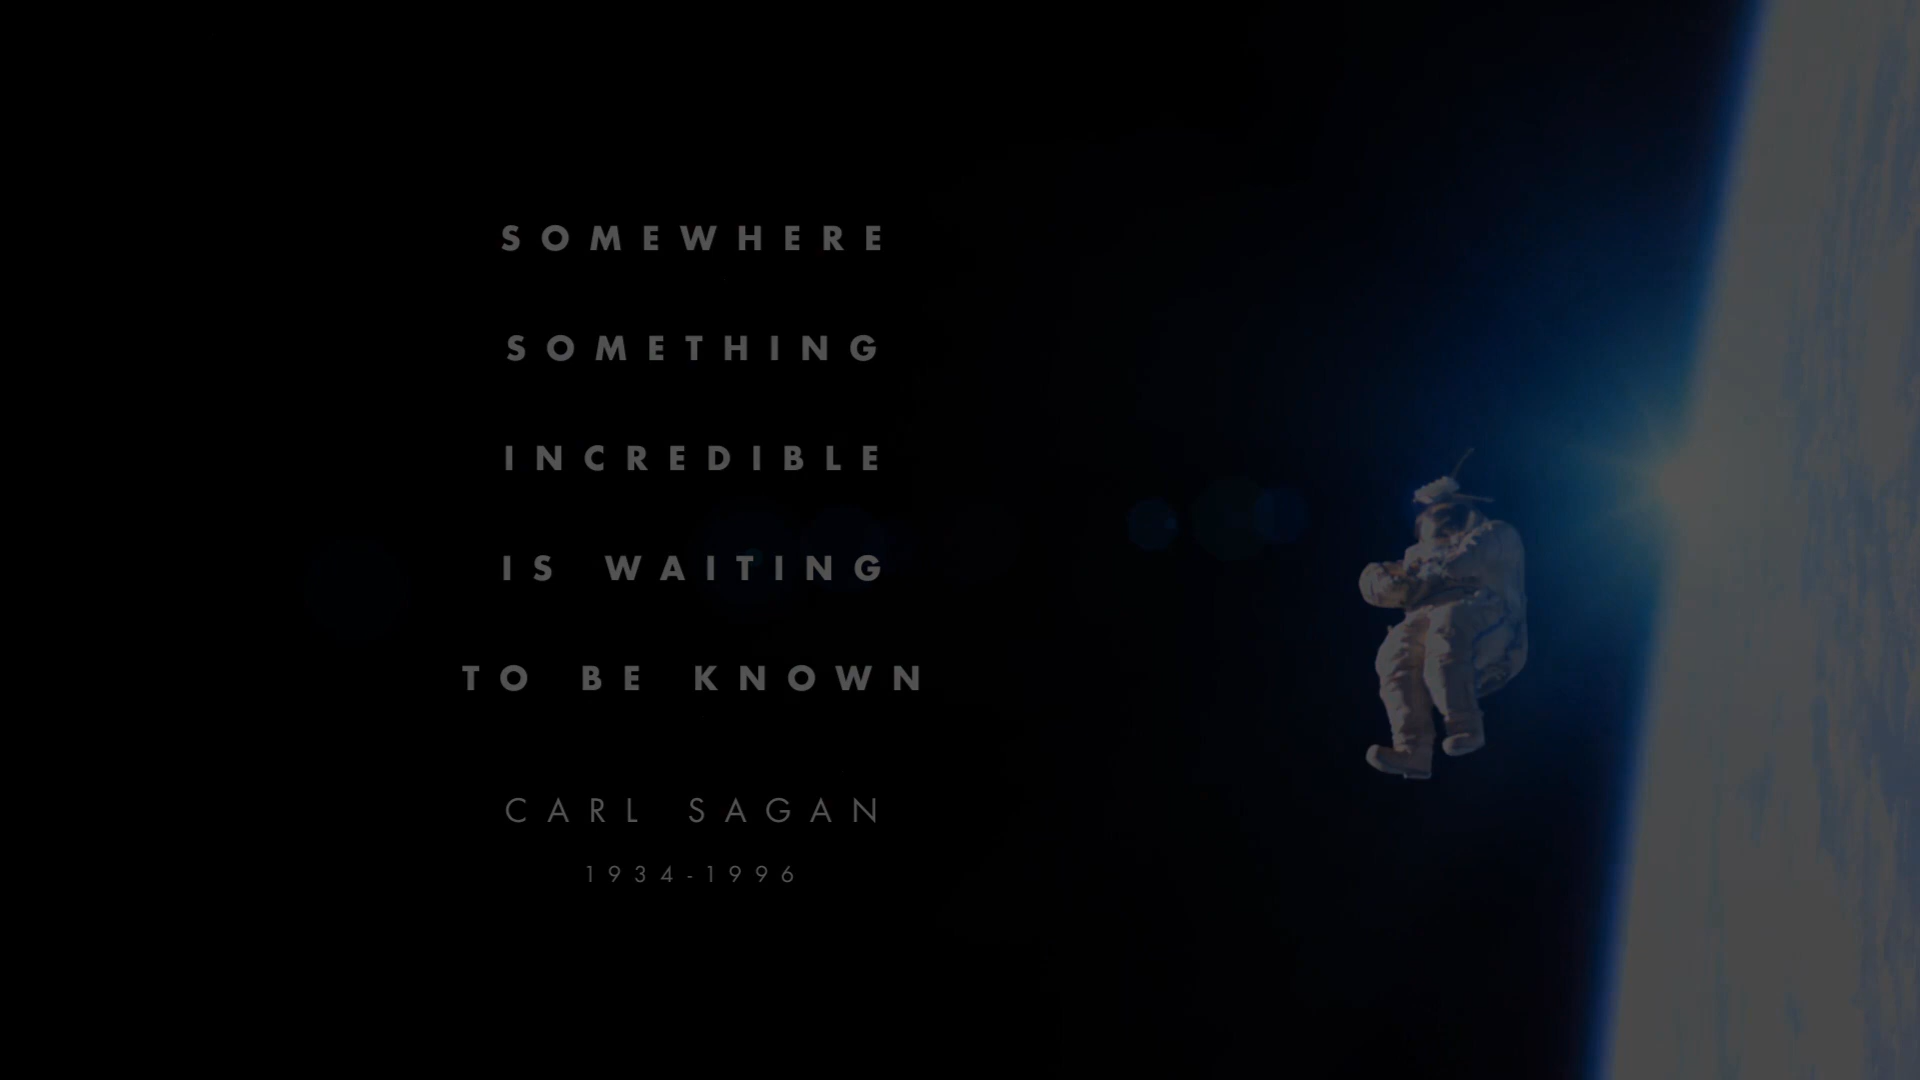 SOMEWHERE
SOMETHING
INCREDIBLE
IS WAITING
TO BE KNOWN
CARL SAGAN
1934-1996